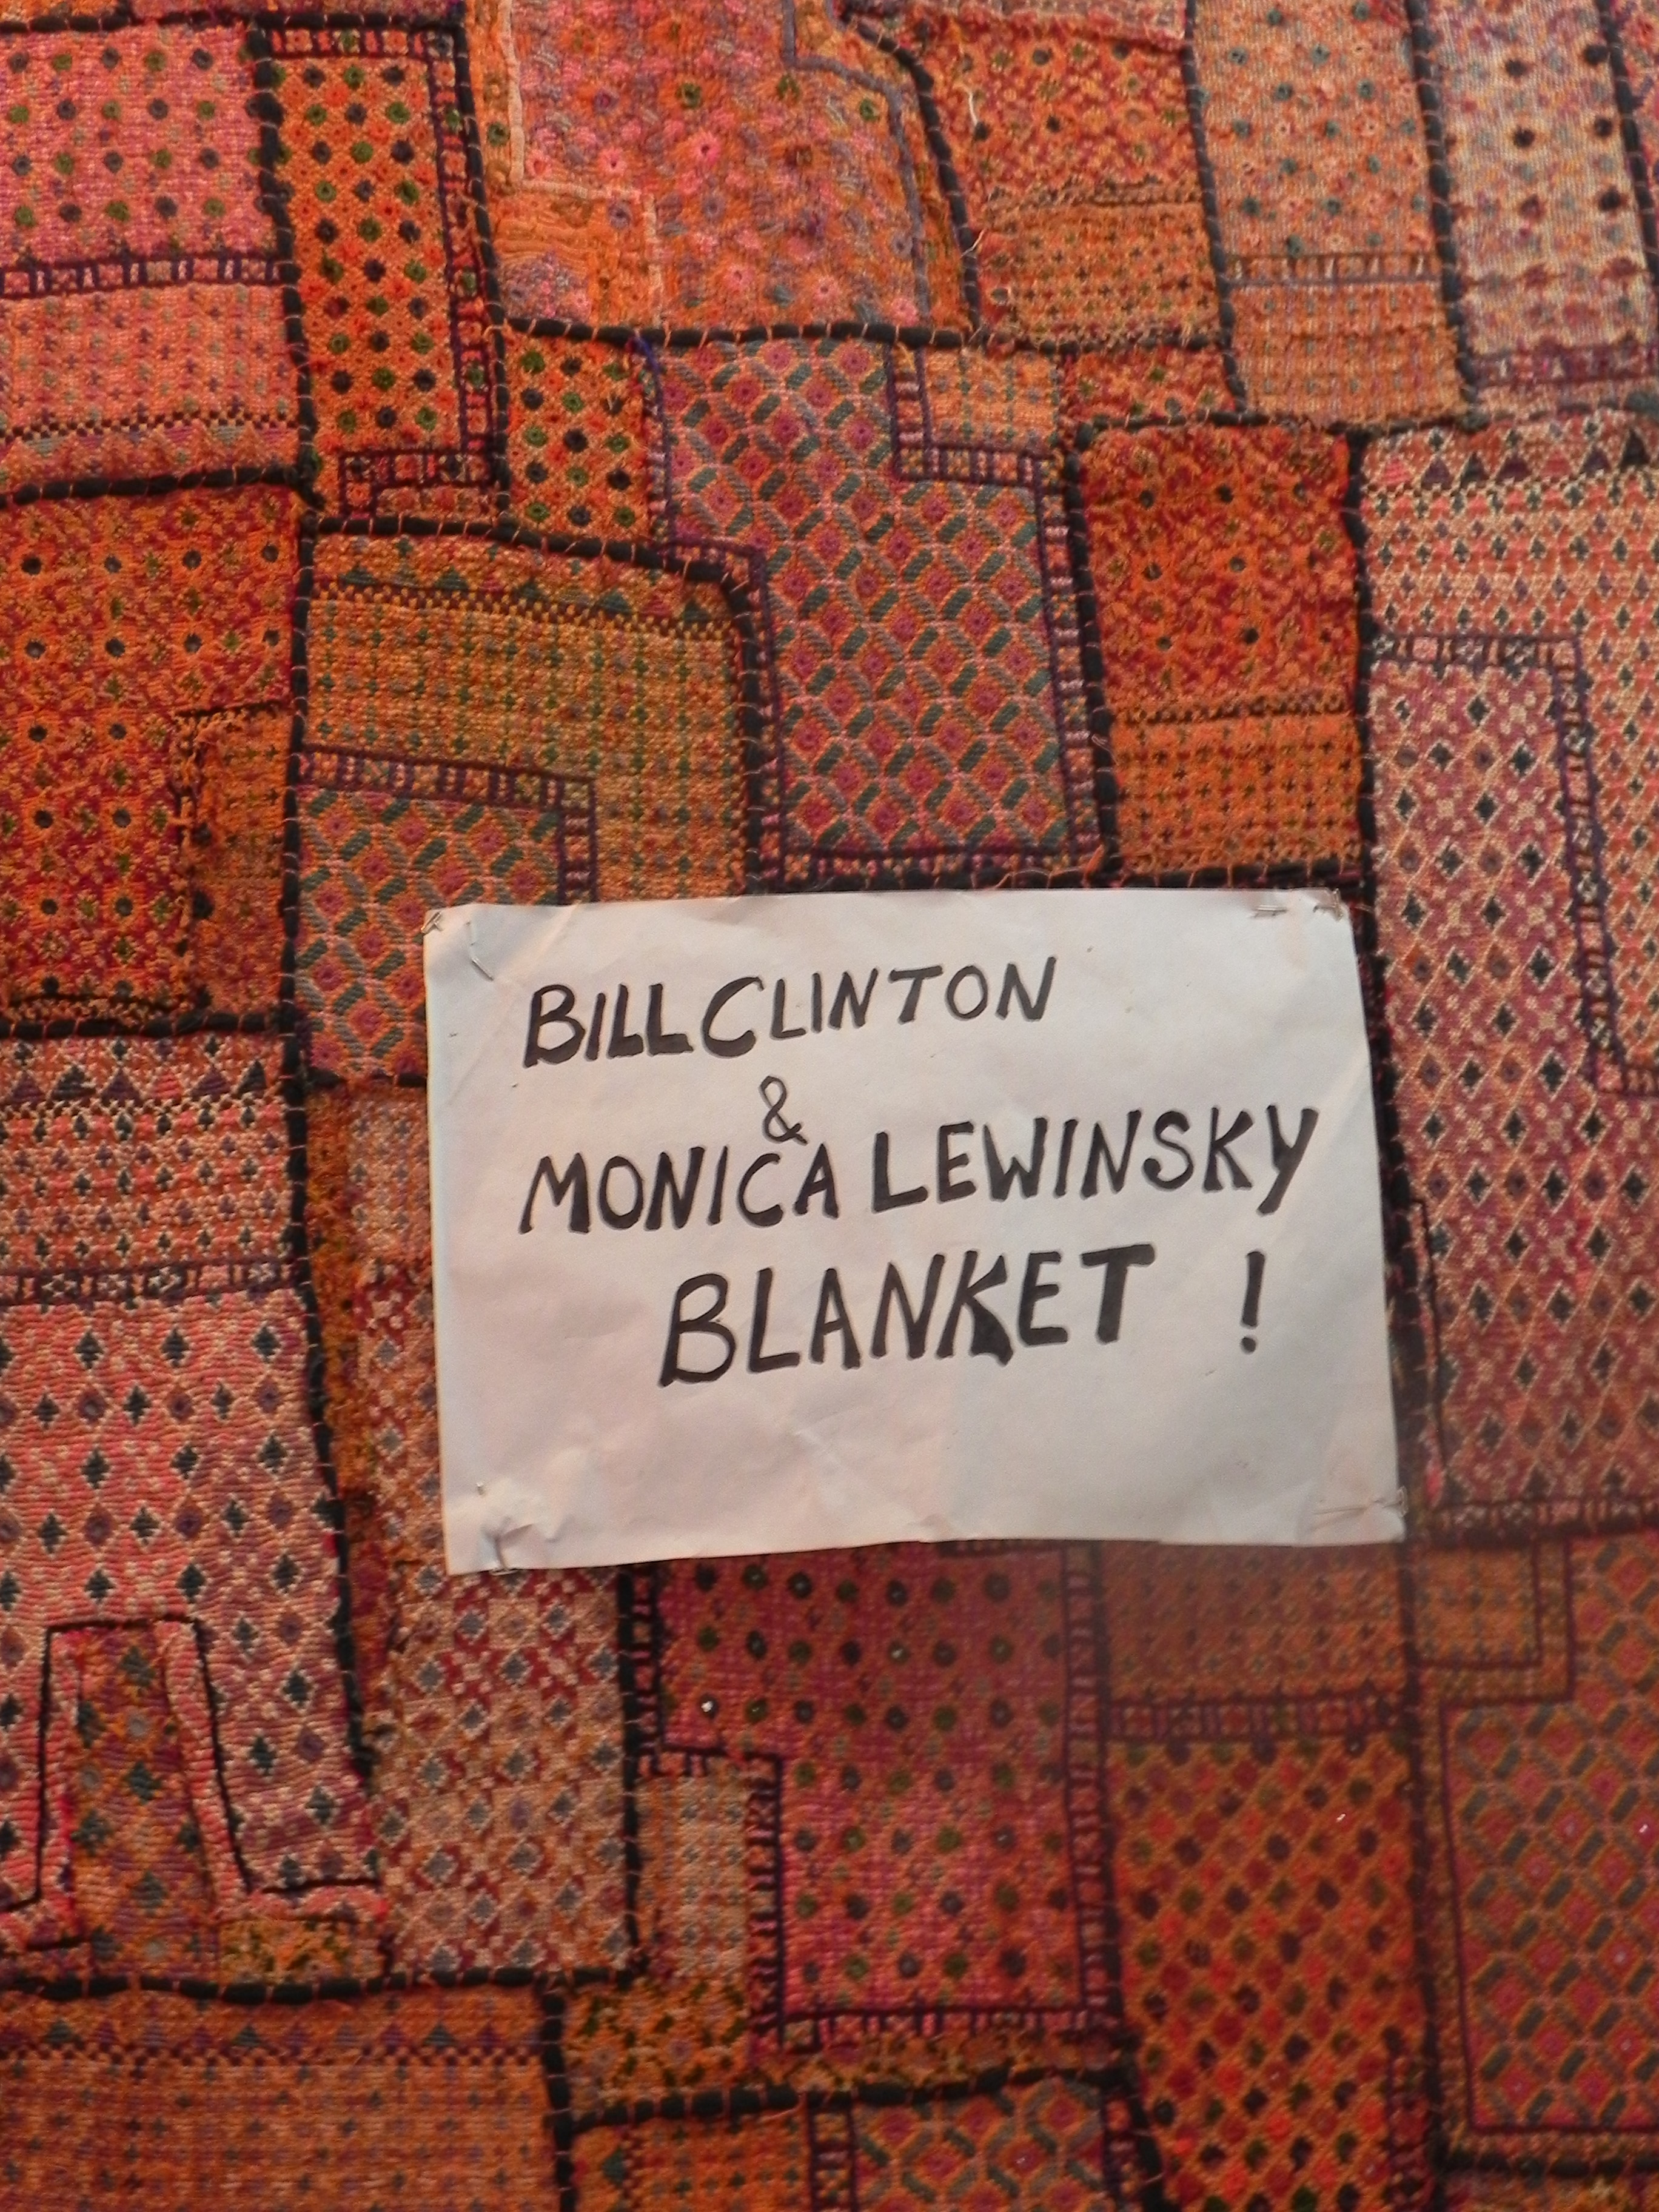 BILL CLINTON
&
MONICA LEWINSKY
BLANKET !